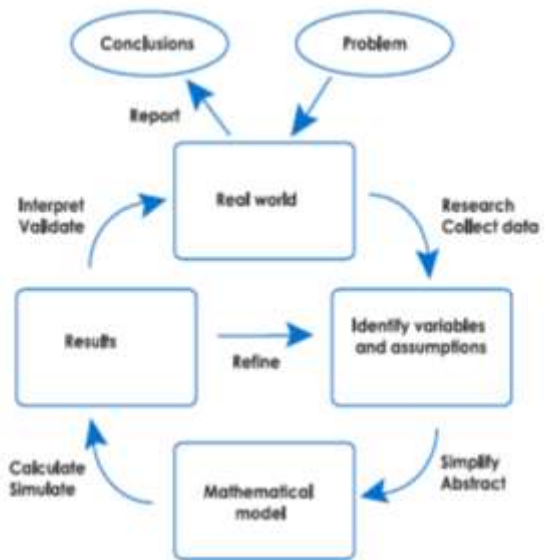 Conclusions
Problem
Report
Real world
Interpret
Validate
Research
Collect data
Results
Refine
Identify variables
and assumptions
Calculate
Simulate
Mathematical
model
Simplify
Abstract